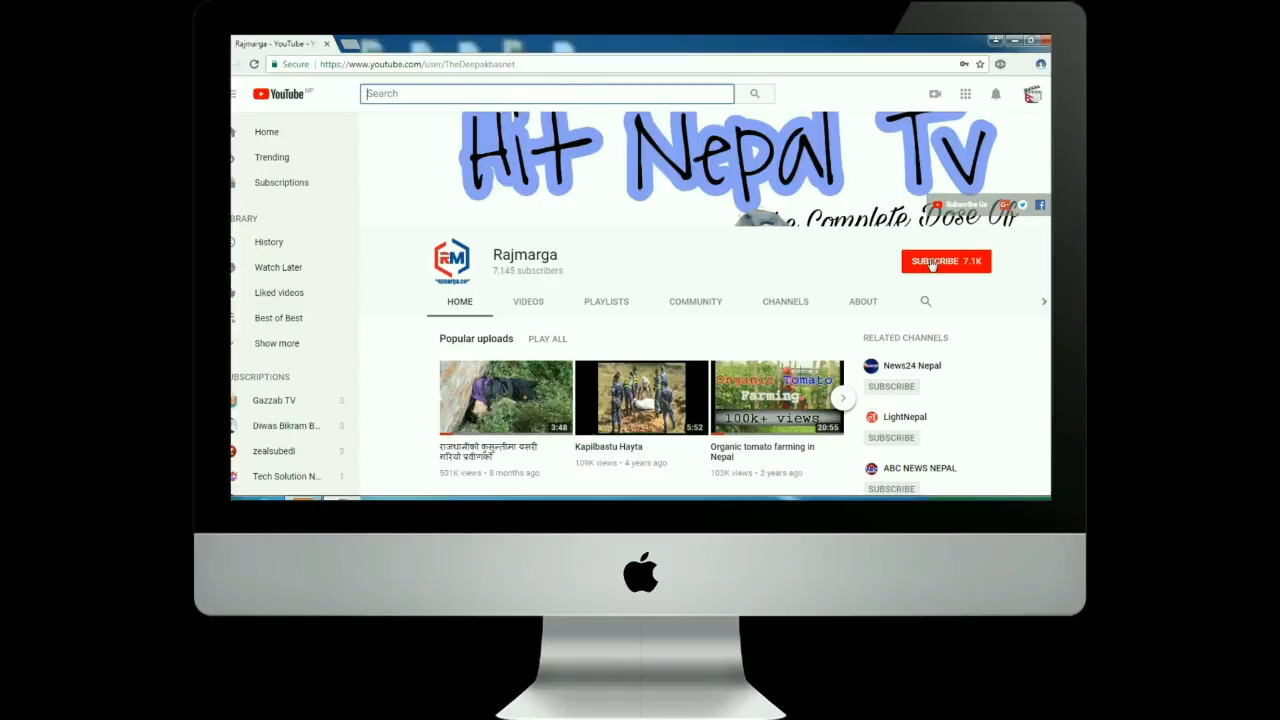 Rajmarga - YouTube - Y
Secure https://www.youtube.com/user/TheDeepakbasnet
YouTube NP
Search
Hit Nepal Tv
Complete Dose Of
Subscribe Us
Home
Trending
Subscriptions
BRARY
History
Watch Later
Liked videos
Best of Best
Show more
UBSCRIPTIONS
Gazzab TV 3
Diwas Bikram B... 3
zealsubedi 3
Tech Solution N... 1
RM
Rajmarga
7,145 subscribers
SUBSCRIBE 7.1K
HOME VIDEOS PLAYLISTS COMMUNITY CHANNELS ABOUT
Popular uploads PLAY ALL
3:48
राजधानीको कुसुन्तीमा यसरी
गरियो प्रवीणको
501K views • 8 months ago
5:52
Kapilbastu Hayta
109K views • 4 years ago
Organic Tomato
Farming
100k+ views
20:55
Organic tomato farming in
Nepal
103K views • 2 years ago
RELATED CHANNELS
News24 Nepal
SUBSCRIBE
LightNepal
SUBSCRIBE
ABC NEWS NEPAL
SUBSCRIBE